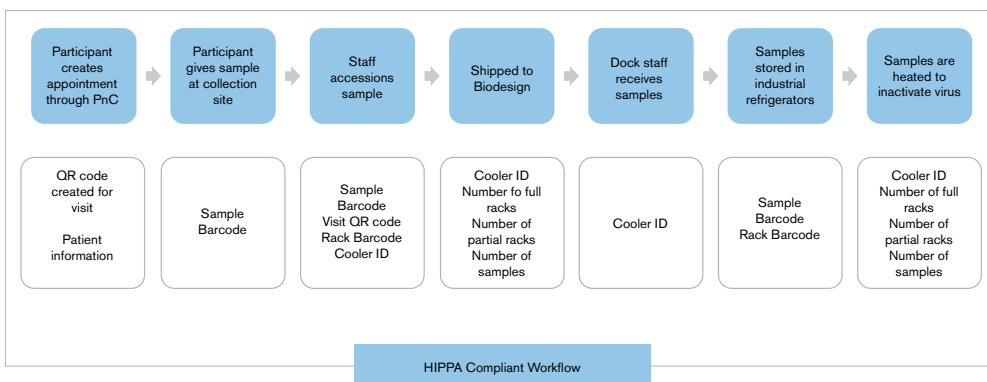 Participant
creates
appointment
through PnC
Participant
gives sample
at collection
site
Staff
accessions
sample
Shipped to
Biodesign
Dock staff
receives
samples
Samples
stored in
industrial
refrigerators
Samples are
heated to
inactivate virus
QR code
created for
visit
Patient
information
Sample
Barcode
Sample
Barcode
Visit QR code
Rack Barcode
Cooler ID
Cooler ID
Number fo full
racks
Number of
partial racks
Number of
samples
Cooler ID
Sample
Barcode
Rack Barcode
Cooler ID
Number of full
racks
Number of
partial racks
Number of
samples
HIPPA Compliant Workflow